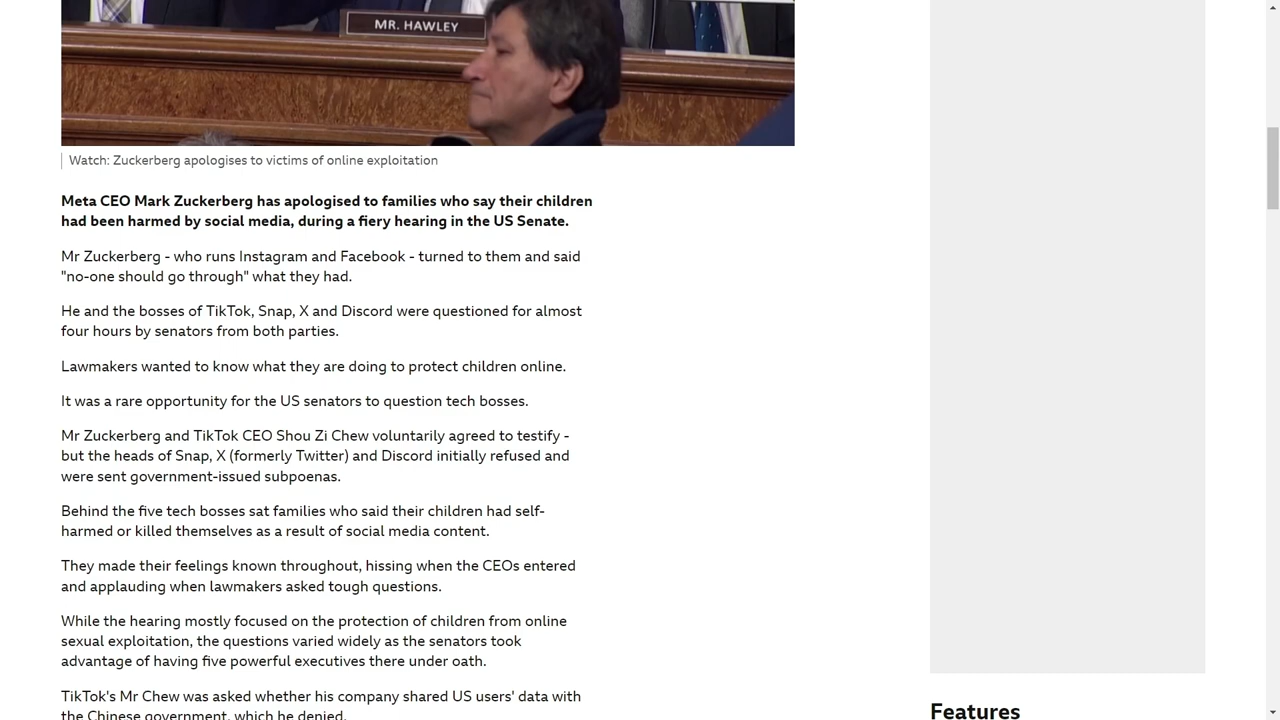 MR. HAWLEY
Watch: Zuckerberg apologises to victims of online exploitation
Meta CEO Mark Zuckerberg has apologised to families who say their children
had been harmed by social media, during a fiery hearing in the US Senate.
Mr Zuckerberg - who runs Instagram and Facebook - turned to them and said
"no-one should go through" what they had.
He and the bosses of TikTok, Snap, X and Discord were questioned for almost
four hours by senators from both parties.
Lawmakers wanted to know what they are doing to protect children online.
It was a rare opportunity for the US senators to question tech bosses.
Mr Zuckerberg and TikTok CEO Shou Zi Chew voluntarily agreed to testify -
but the heads of Snap, X (formerly Twitter) and Discord initially refused and
were sent government-issued subpoenas.
Behind the five tech bosses sat families who said their children had self-
harmed or killed themselves as a result of social media content.
They made their feelings known throughout, hissing when the CEOs entered
and applauding when lawmakers asked tough questions.
While the hearing mostly focused on the protection of children from online
sexual exploitation, the questions varied widely as the senators took
advantage of having five powerful executives there under oath.
TikTok's Mr Chew was asked whether his company shared US users' data with
the Chinese government, which he denied.
Features